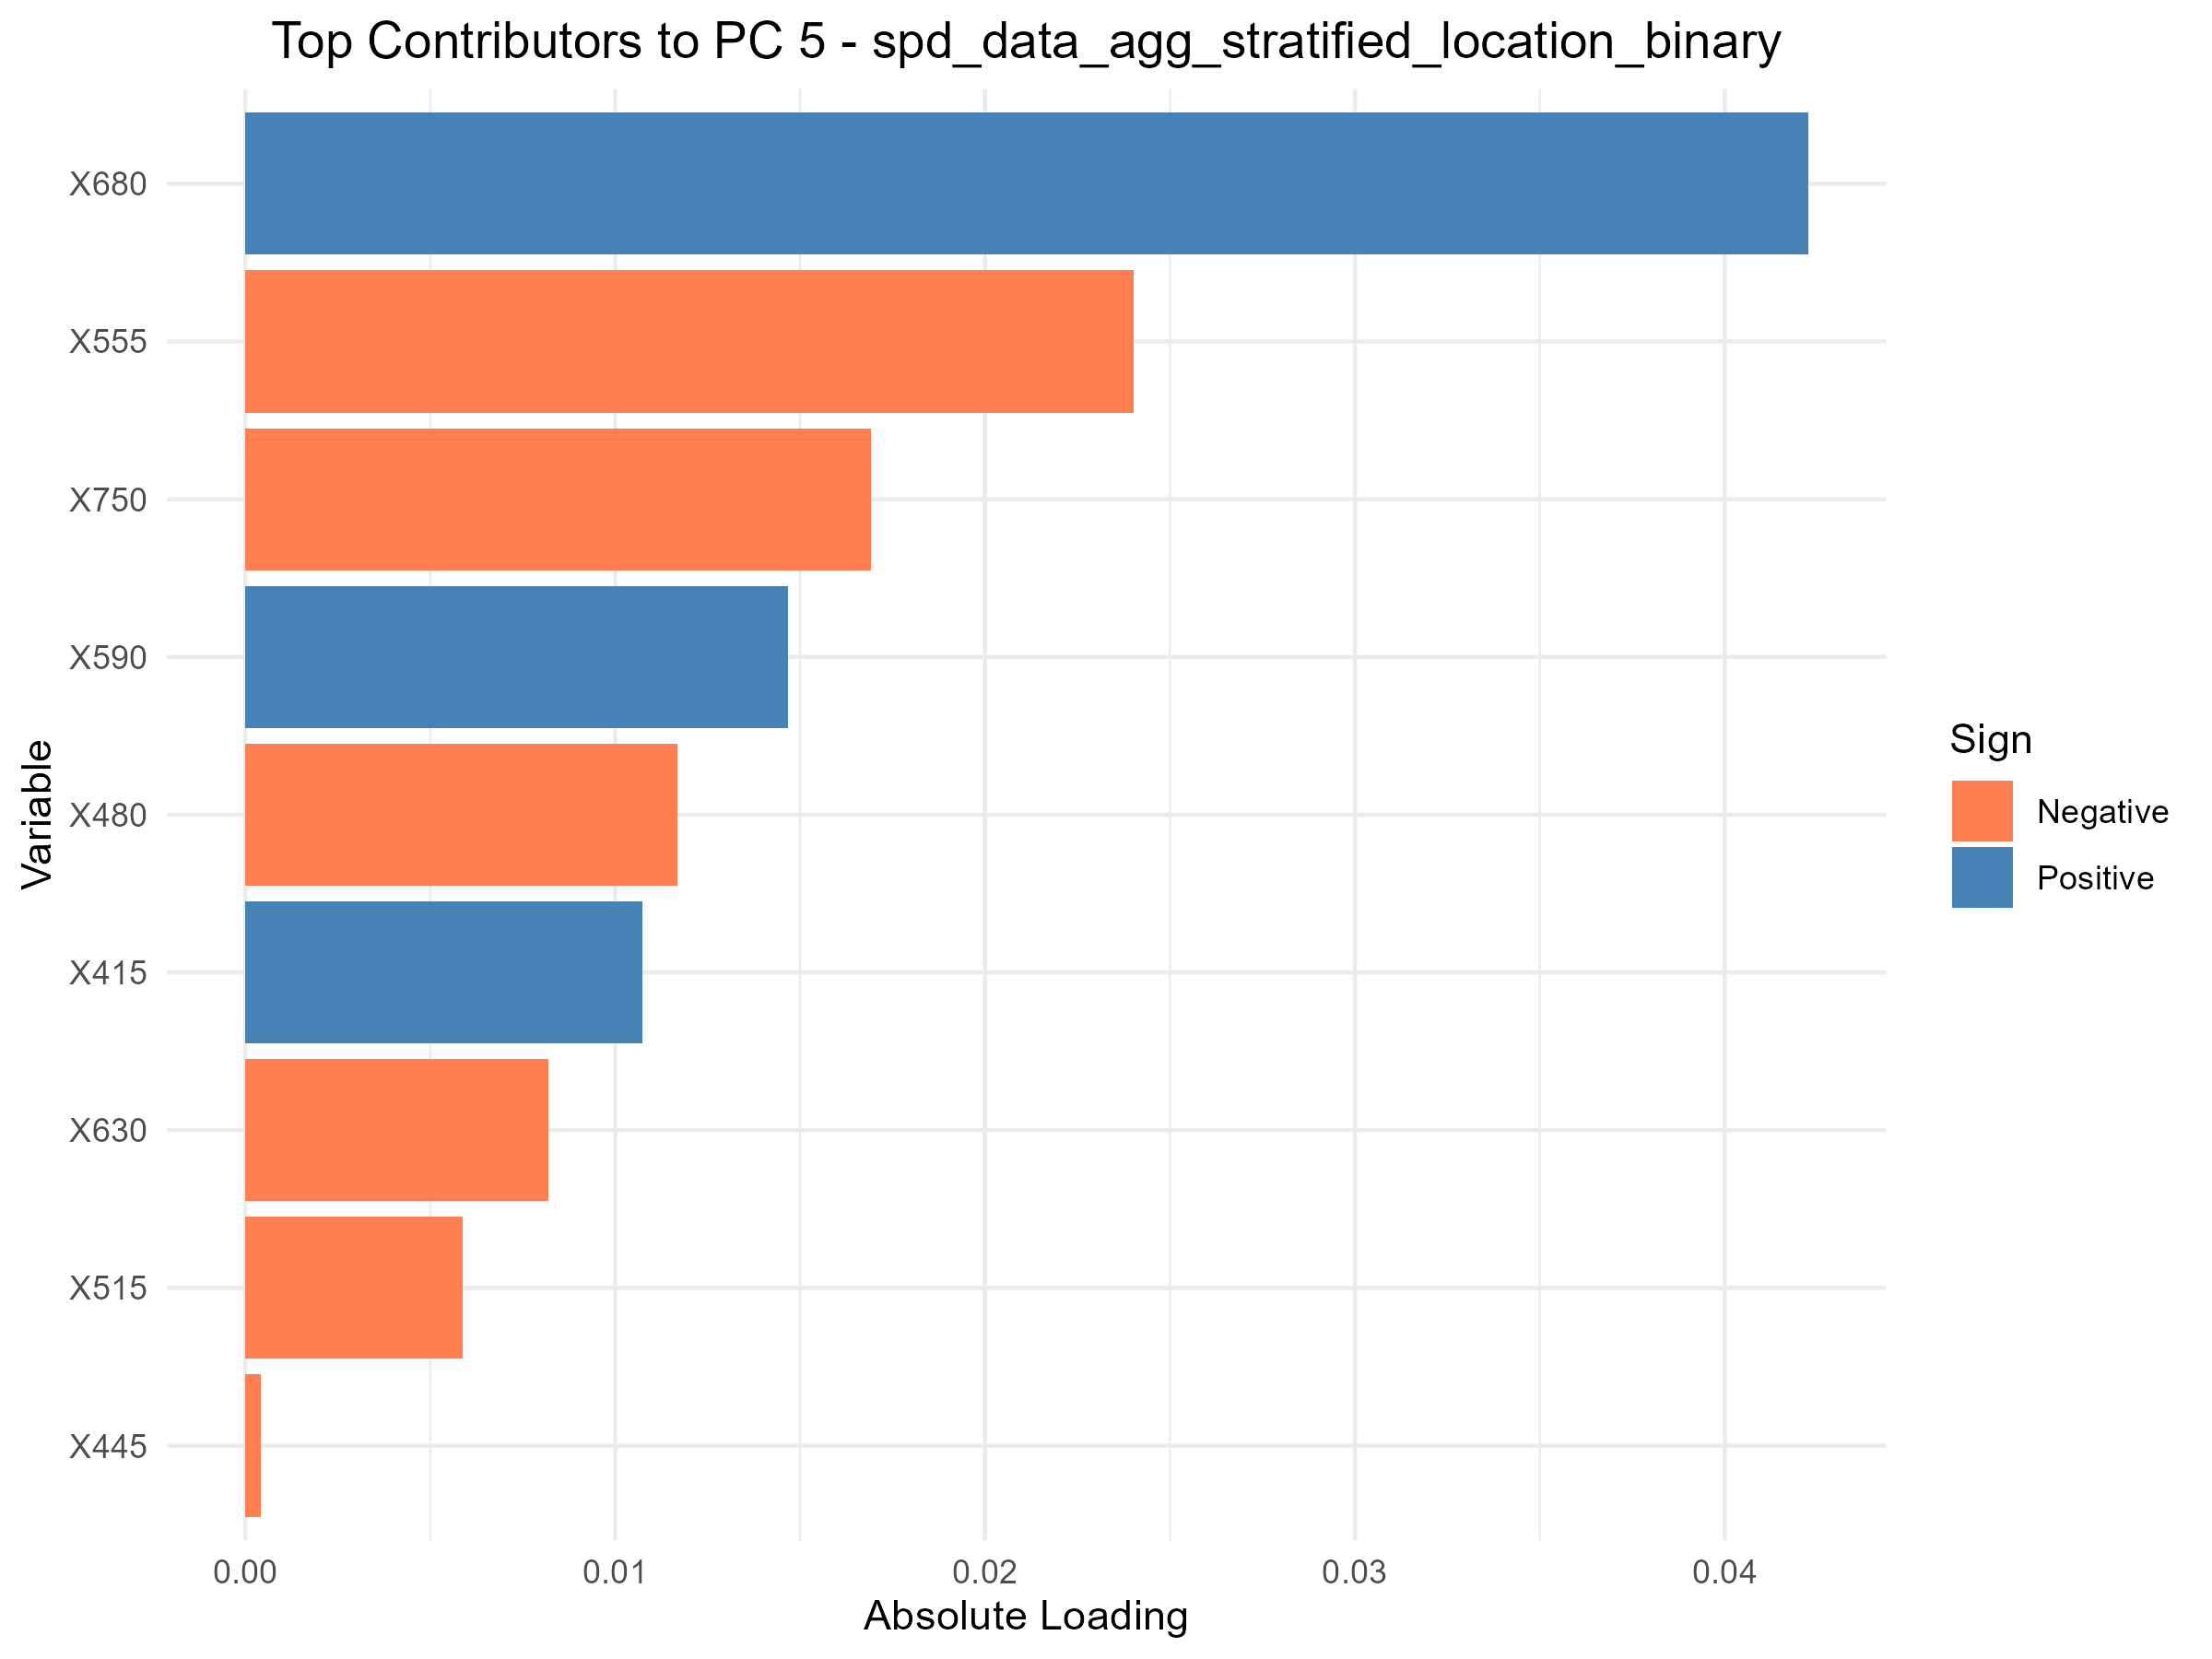 Top Contributors to PC 5 - spd_data_agg_stratified_location_binary
X680
X555
X750
X590
X480
X415
X630
X515
X445
Variable
0.00 0.01 0.02 0.03 0.04
Absolute Loading
Sign
Negative
Positive